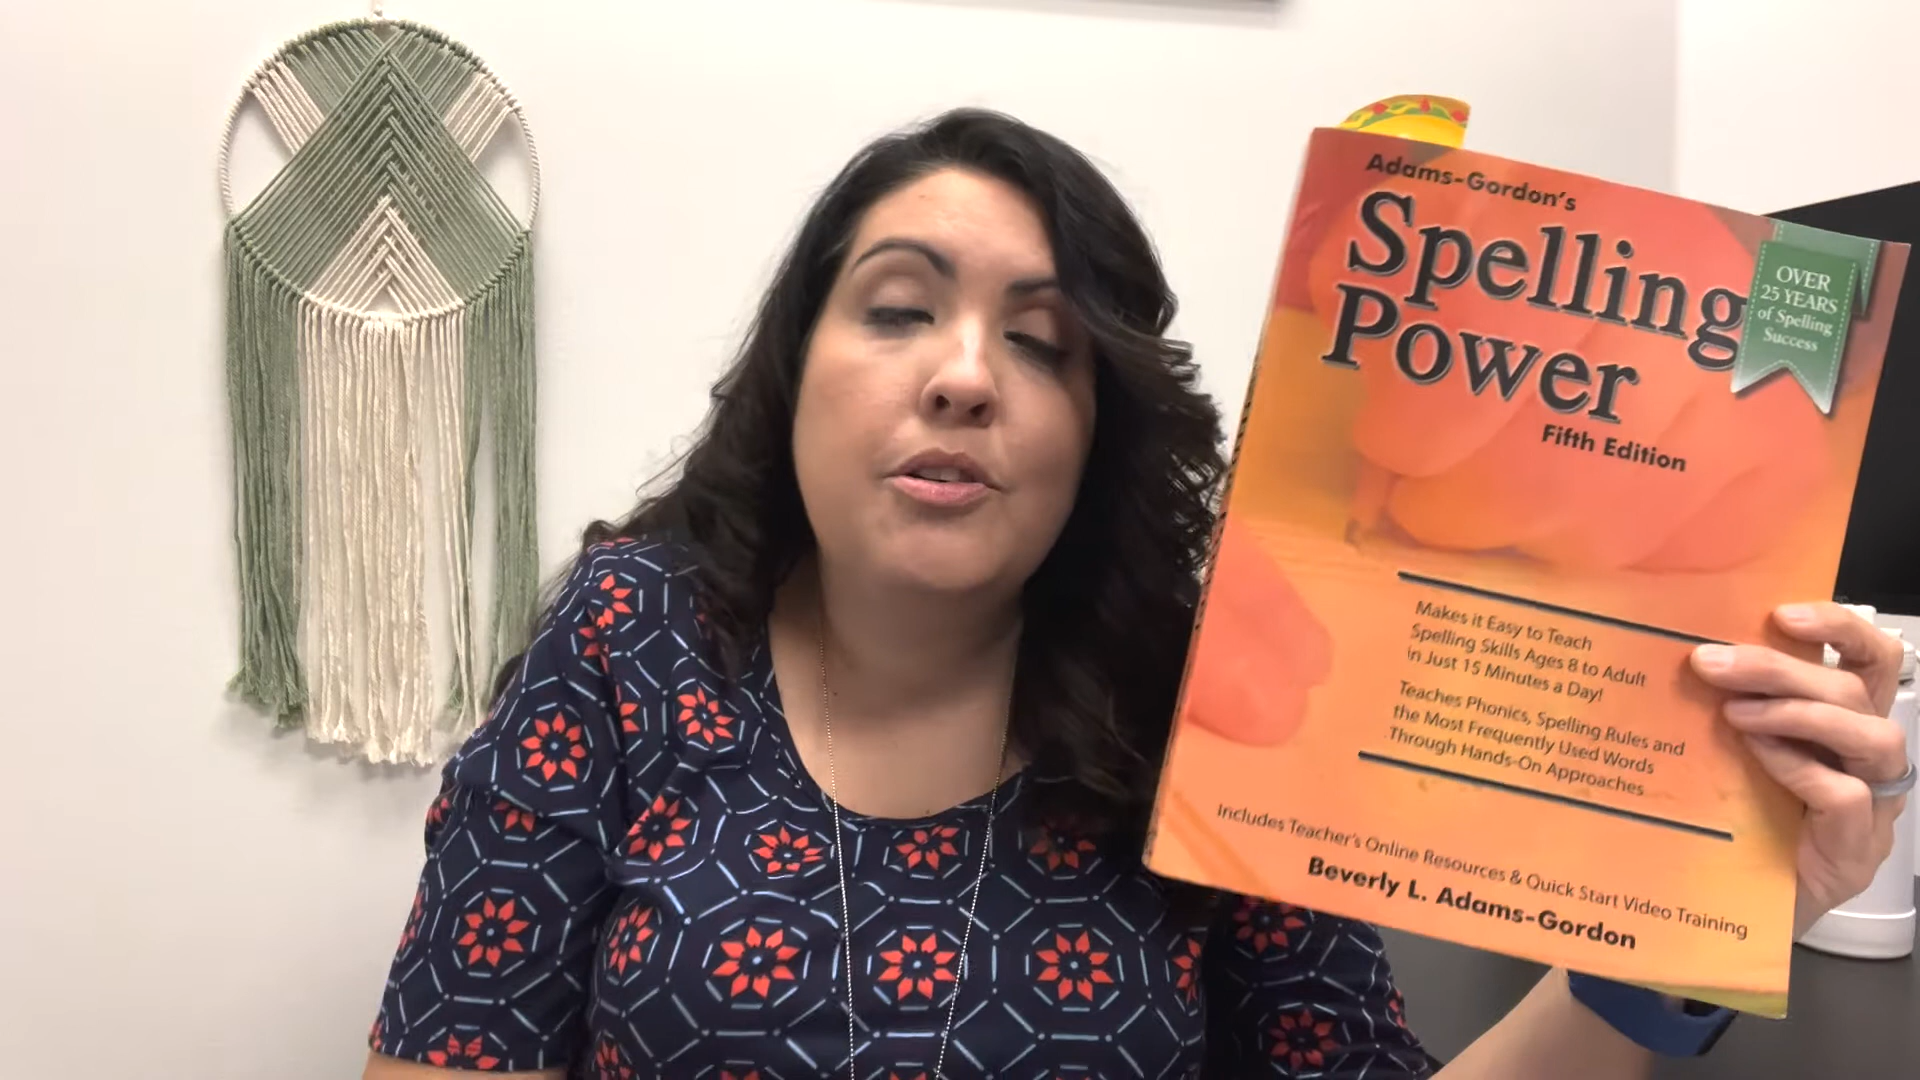 Adams-Gordon's
Spelling
Power
Fifth Edition
OVER
25 YEARS
of Spelling
Success
Makes it Easy to Teach
Spelling Skills Ages 8 to Adult
in Just 15 Minutes a Day!
Teaches Phonics, Spelling Rules and
the Most Frequently Used Words
Through Hands-On Approaches
Includes Teacher's Online Resources & Quick Start Video Training
Beverly L. Adams-Gordon